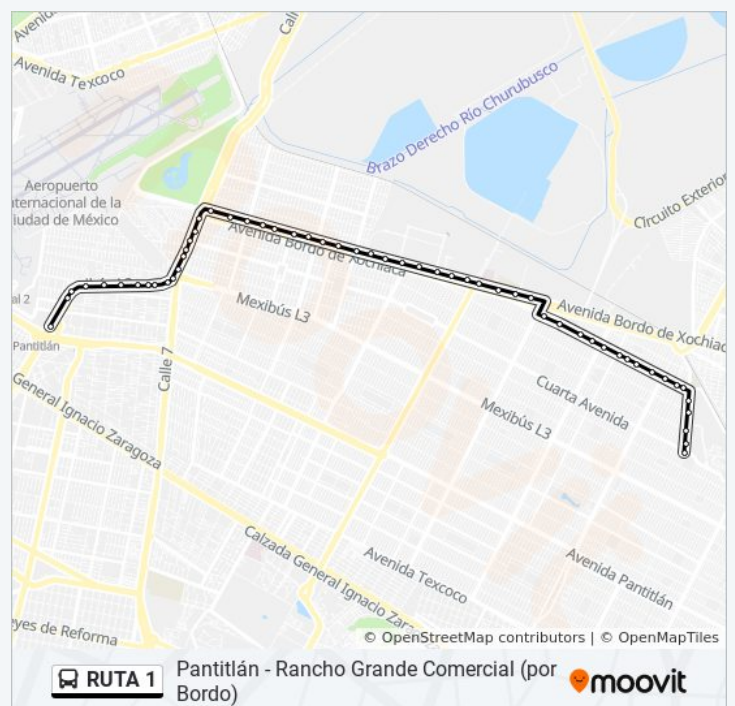 Avenida
Calle
Avenida Texcoco
Brazo Derecho Río Churubusco
Aeropuerto
nternacional de la
iudad de México
Circuito Exterior
Avenida Bordo de Xochiaca
al 2
Mexibús L3
Avenida Bordo de Xochiac
Pantitlán
Calle 7
General Ignacio Zaragoza
Cuarta Avenida
Mexibús L3
Calzada General Ignacio Zara
Avenida Texcoco
Avenida Pantitlán
eyes de Reforma
© OpenStreetMap contributors | © OpenMapTiles
RUTA 1
Pantitlán - Rancho Grande Comercial (por
Bordo)
moovit